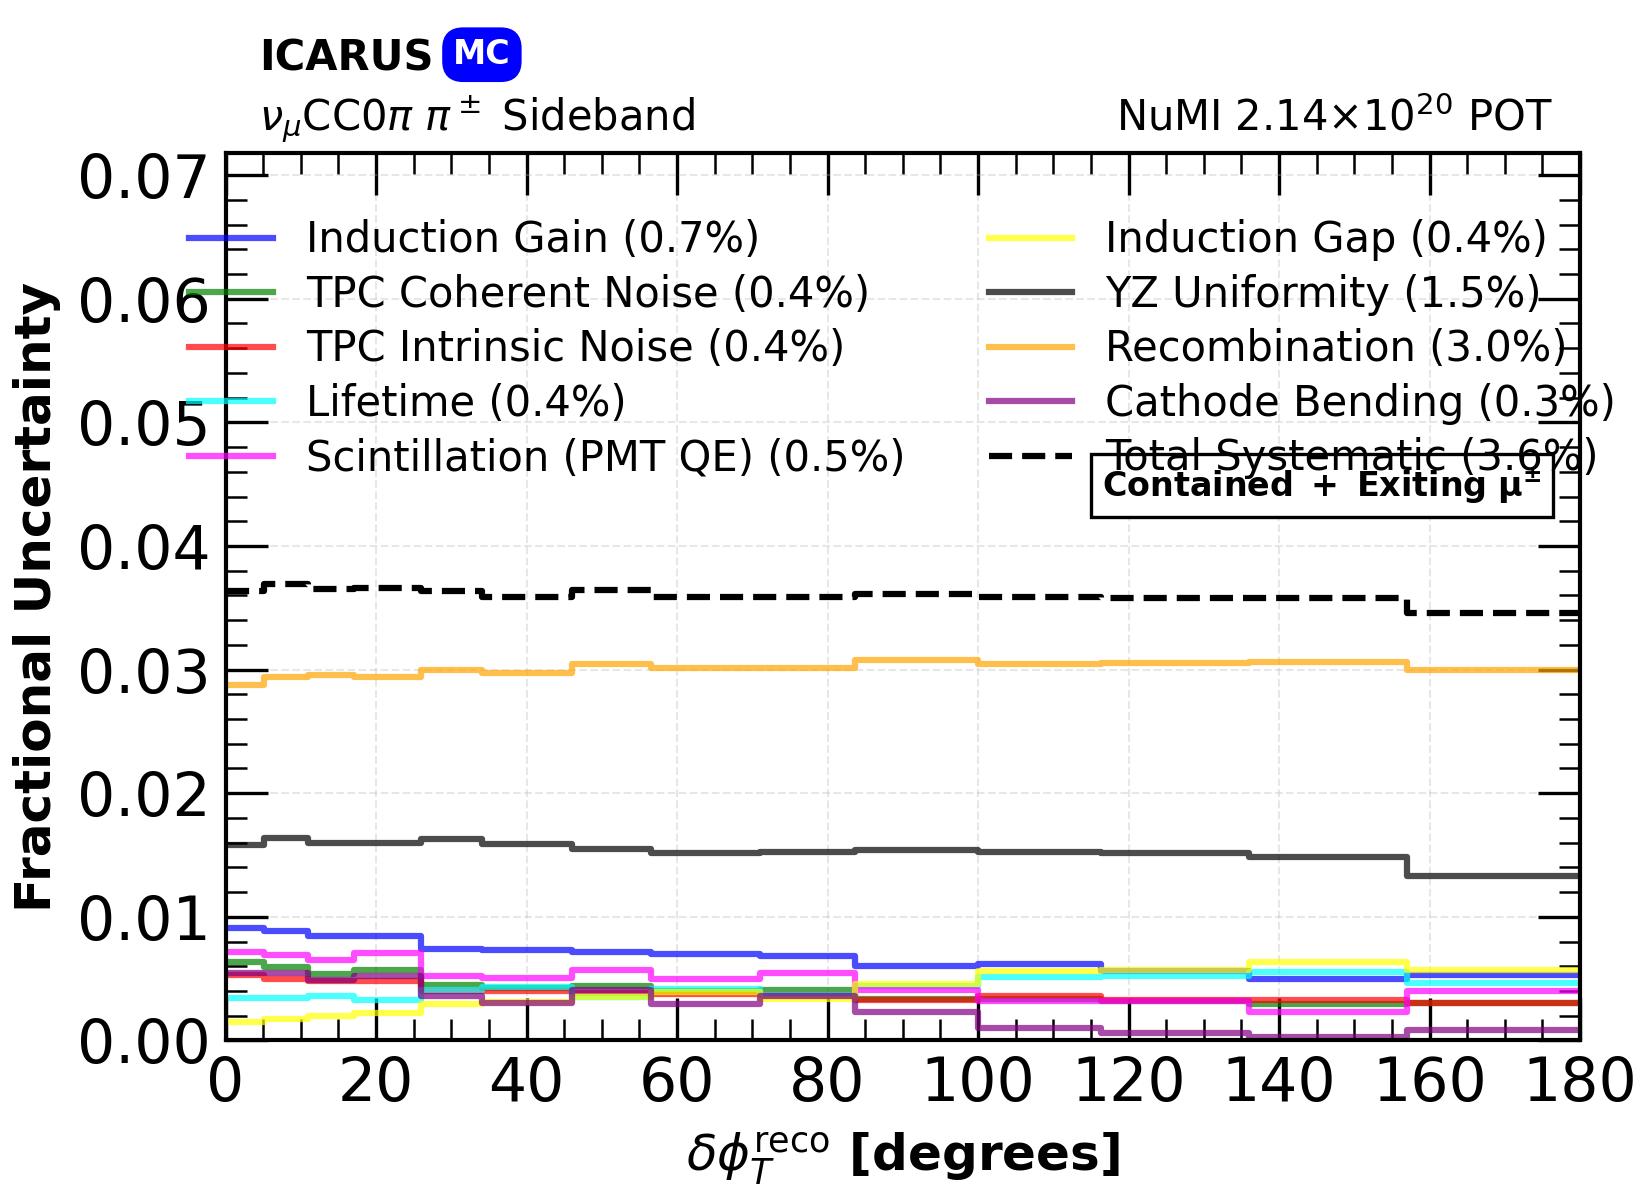 ICARUS MC
νμCC0π π± Sideband NuMI 2.14×10²⁰ POT
Fractional Uncertainty
0.07
0.06
0.05
0.04
0.03
0.02
0.01
0.00
Induction Gain (0.7%)
TPC Coherent Noise (0.4%)
TPC Intrinsic Noise (0.4%)
Lifetime (0.4%)
Scintillation (PMT QE) (0.5%)
Induction Gap (0.4%)
YZ Uniformity (1.5%)
Recombination (3.0%)
Cathode Bending (0.3%)
Total Systematic (3.6%)
Contained + Exiting μ±
0 20 40 60 80 100 120 140 160 180
δϕ_T^reco [degrees]